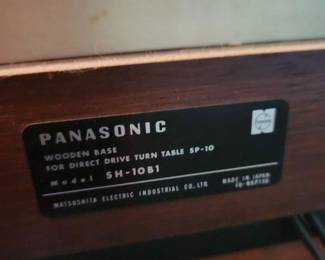 PANASONIC
WOODEN BASE
FOR DIRECT DRIVE TURN TABLE SP-10
Model SH-10B1
MATSUSHITA ELECTRIC INDUSTRIAL CO., LTD.
MADE IN JAPAN